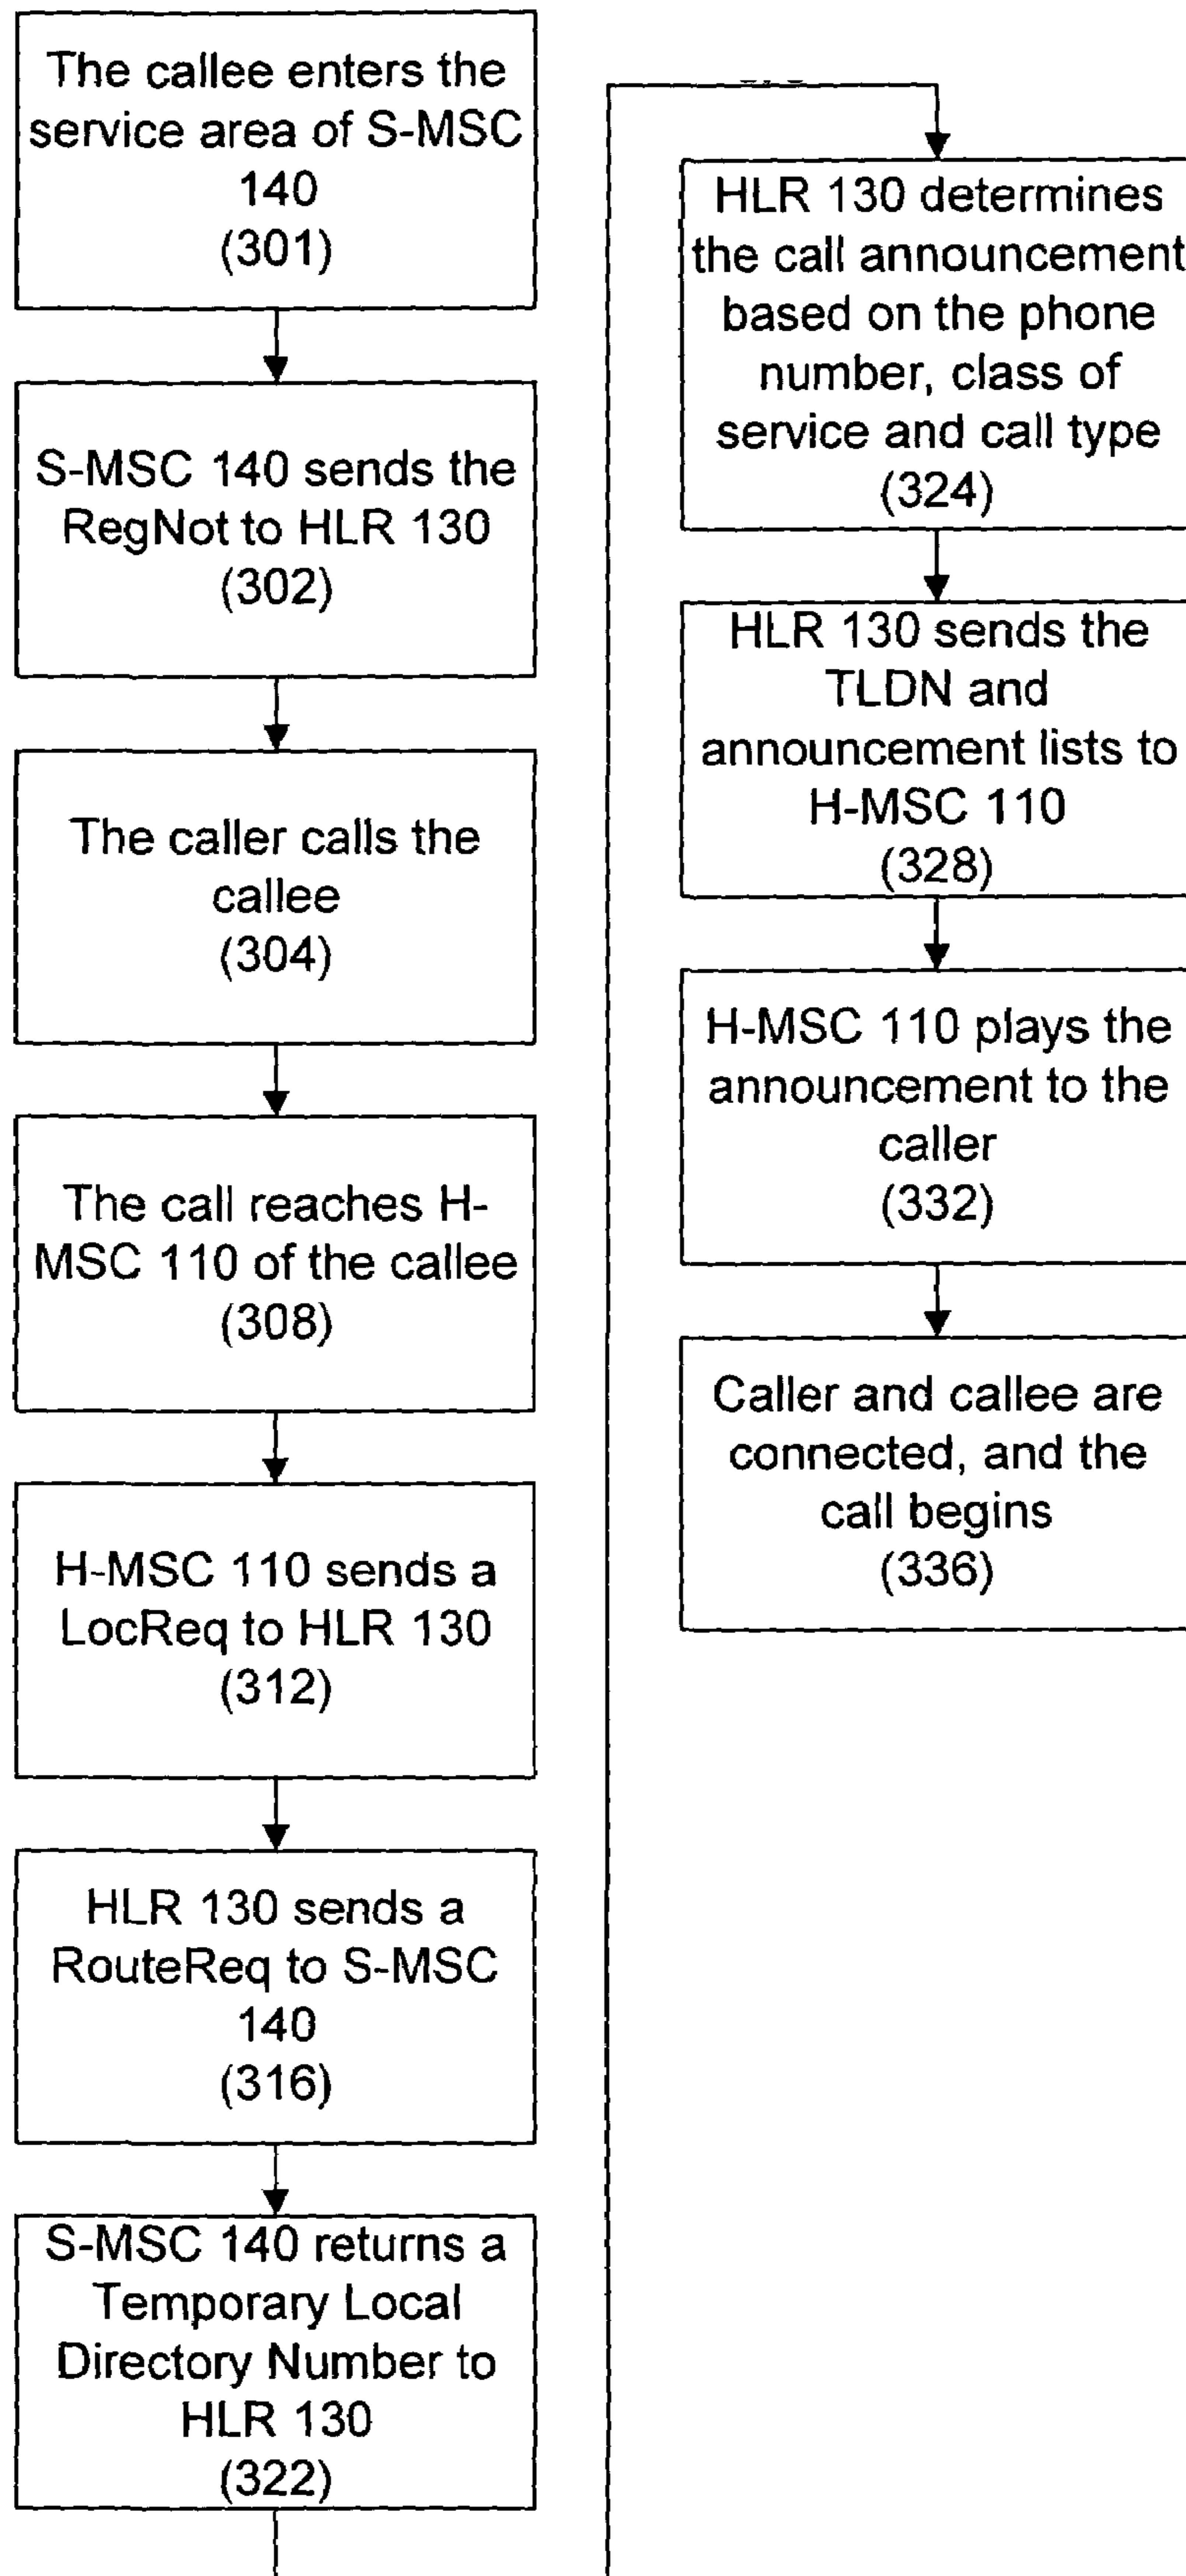 The callee enters the
service area of S-MSC
140
(301)
S-MSC 140 sends the
RegNot to HLR 130
(302)
The caller calls the
callee
(304)
The call reaches H-
MSC 110 of the callee
(308)
H-MSC 110 sends a
LocReq to HLR 130
(312)
HLR 130 sends a
RouteReq to S-MSC
140
(316)
S-MSC 140 returns a
Temporary Local
Directory Number to
HLR 130
(322)
HLR 130 determines
the call announcement
based on the phone
number, class of
service and call type
(324)
HLR 130 sends the
TLDN and
announcement lists to
H-MSC 110
(328)
H-MSC 110 plays the
announcement to the
caller
(332)
Caller and callee are
connected, and the
call begins
(336)